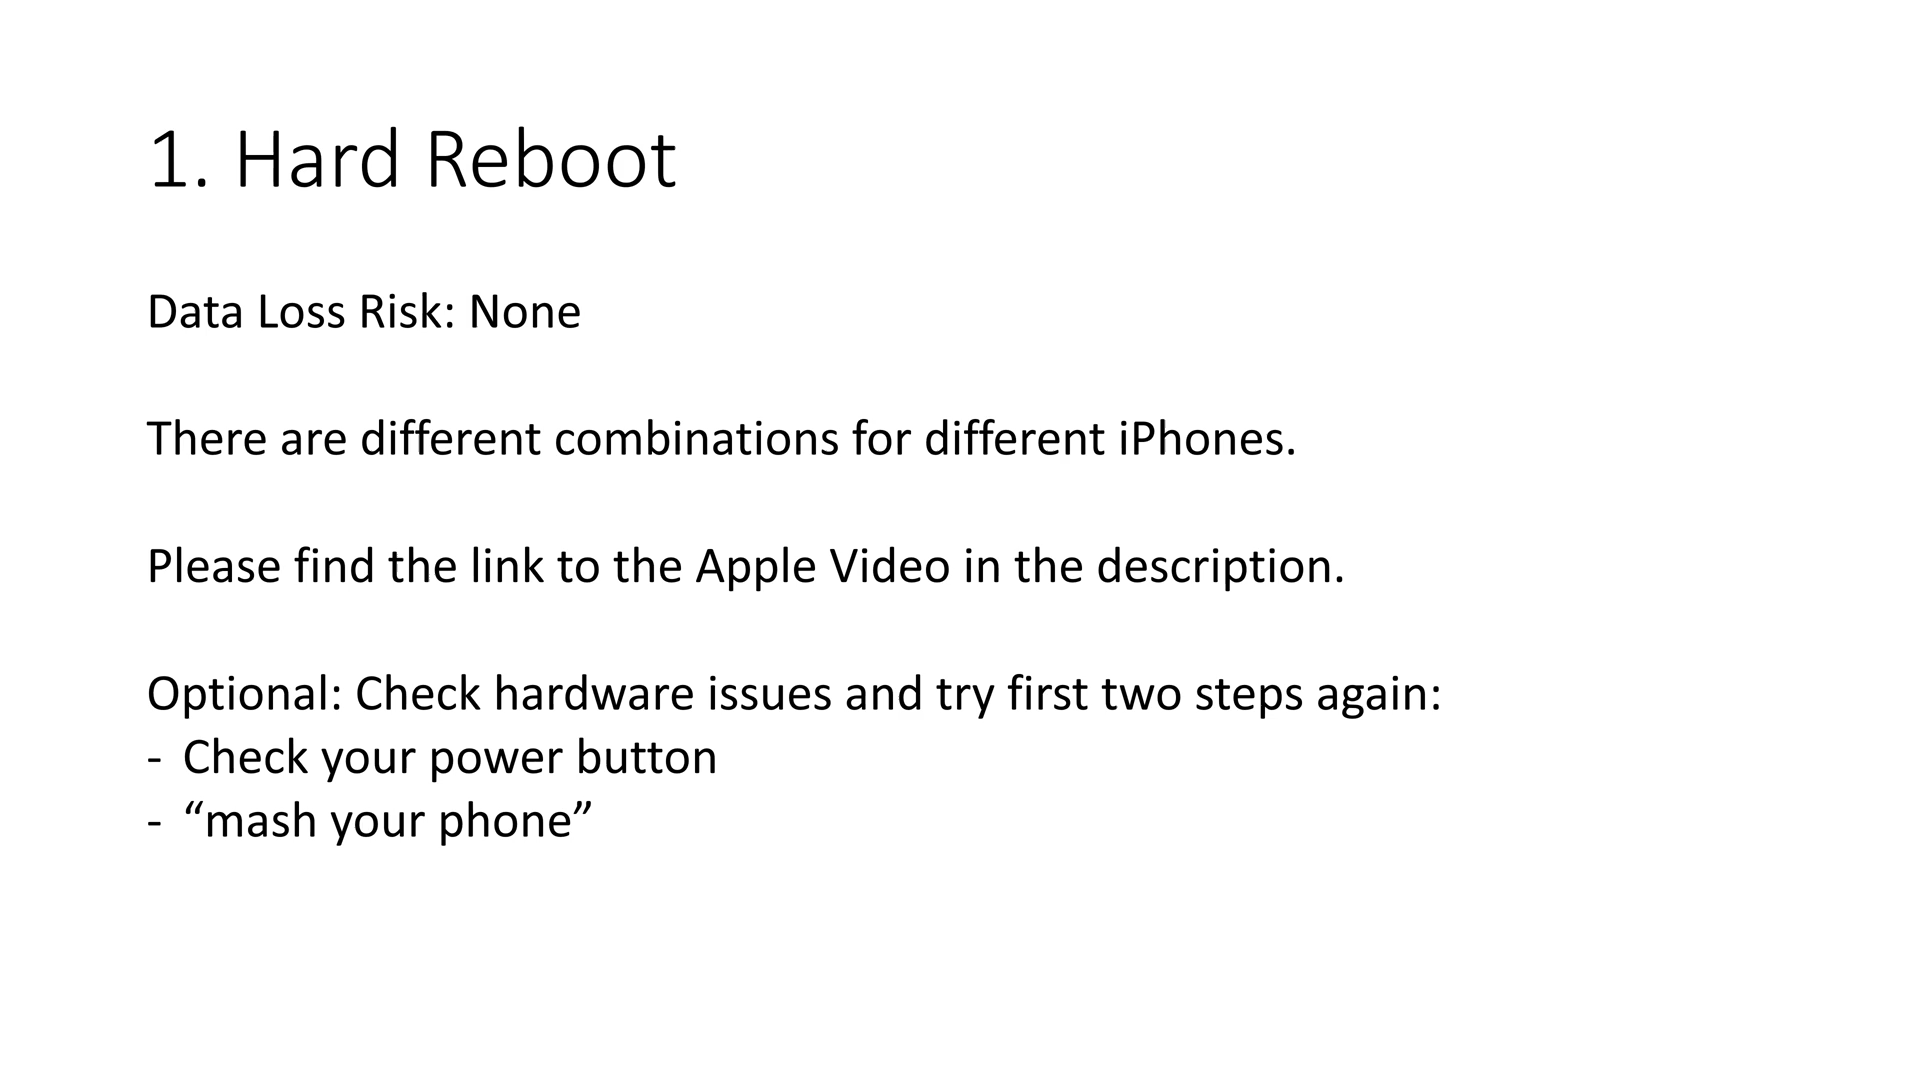 1. Hard Reboot
Data Loss Risk: None
There are different combinations for different iPhones.
Please find the link to the Apple Video in the description.
Optional: Check hardware issues and try first two steps again:
- Check your power button
- “mash your phone”